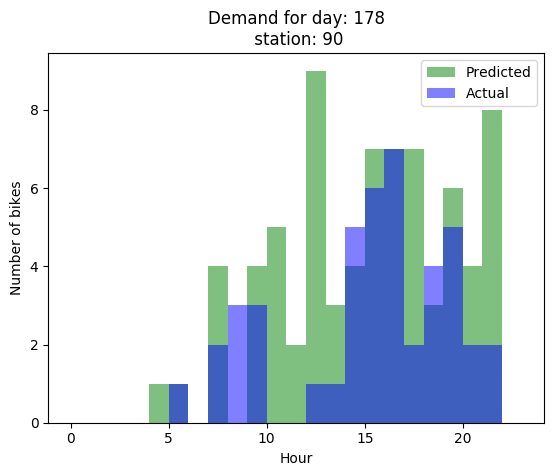 Demand for day: 178
station: 90
Predicted
Actual
Number of bikes
8
6
4
2
0
0
5
10
15
20
Hour